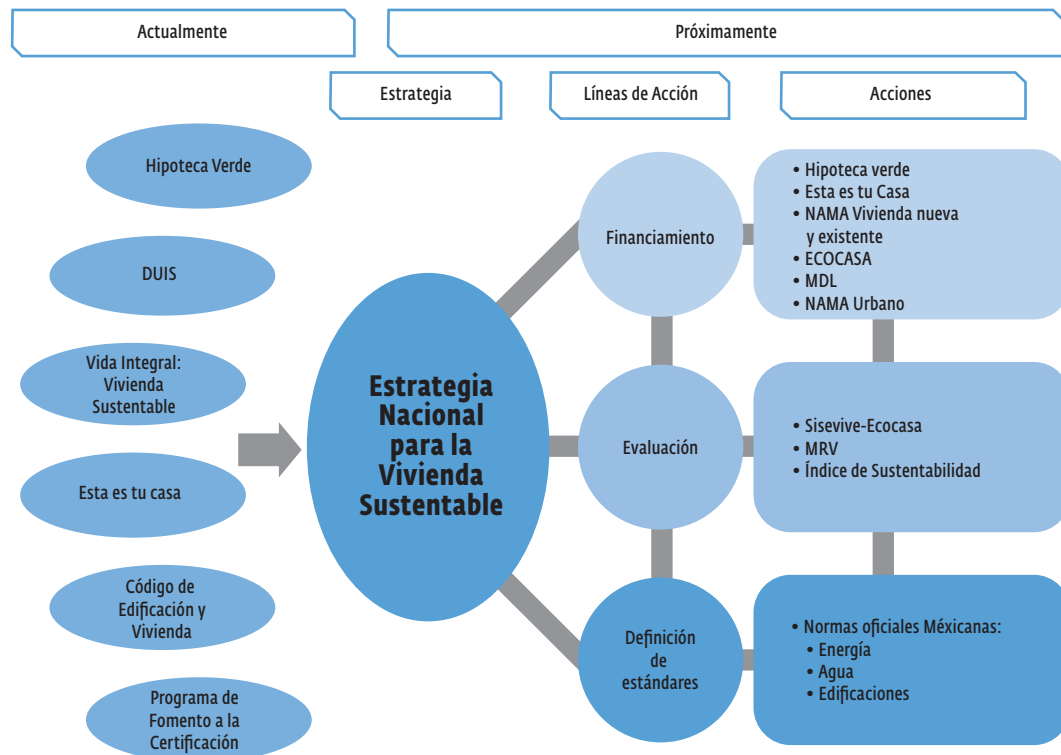 Actualmente
Próximamente
Estrategia
Líneas de Acción
Acciones
Hipoteca Verde
DUIS
Vida Integral:
Vivienda
Sustentable
Esta es tu casa
Código de
Edificación y
Vivienda
Programa de
Fomento a la
Certificación
Estrategia
Nacional
para la
Vivienda
Sustentable
Financiamiento
• Hipoteca verde
• Esta es tu Casa
• NAMA Vivienda nueva
y existente
• ECOCASA
• MDL
• NAMA Urbano
Evaluación
• Sisevive-Ecocasa
• MRV
• Índice de Sustentabilidad
Definición
de
estándares
• Normas oficiales Méxicanas:
• Energía
• Agua
• Edificaciones